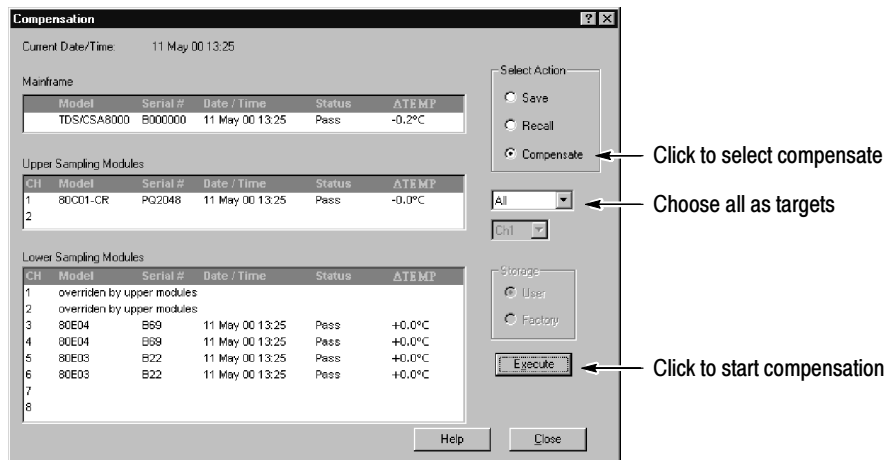 Compensation
Current Date/Time: 11 May 00 13:25
Mainframe
Model Serial # Date / Time Status ΔTEMP
TDS/CSA8000 B000000 11 May 00 13:25 Pass -0.2°C
Upper Sampling Modules
CH Model Serial # Date / Time Status ΔTEMP
1 80C01-CR PQ2048 11 May 00 13:25 Pass -0.0°C
2
Lower Sampling Modules
CH Model Serial # Date / Time Status ΔTEMP
1 overriden by upper modules
2 overriden by upper modules
3 80E04 B69 11 May 00 13:25 Pass +0.0°C
4 80E04 B69 11 May 00 13:25 Pass +0.0°C
5 80E03 B22 11 May 00 13:25 Pass +0.0°C
6 80E03 B22 11 May 00 13:25 Pass +0.0°C
7
8
Select Action
Save
Recall
Compensate
All
Ch1
Storage
User
Factory
Execute
Help
Close
Click to select compensate
Choose all as targets
Click to start compensation